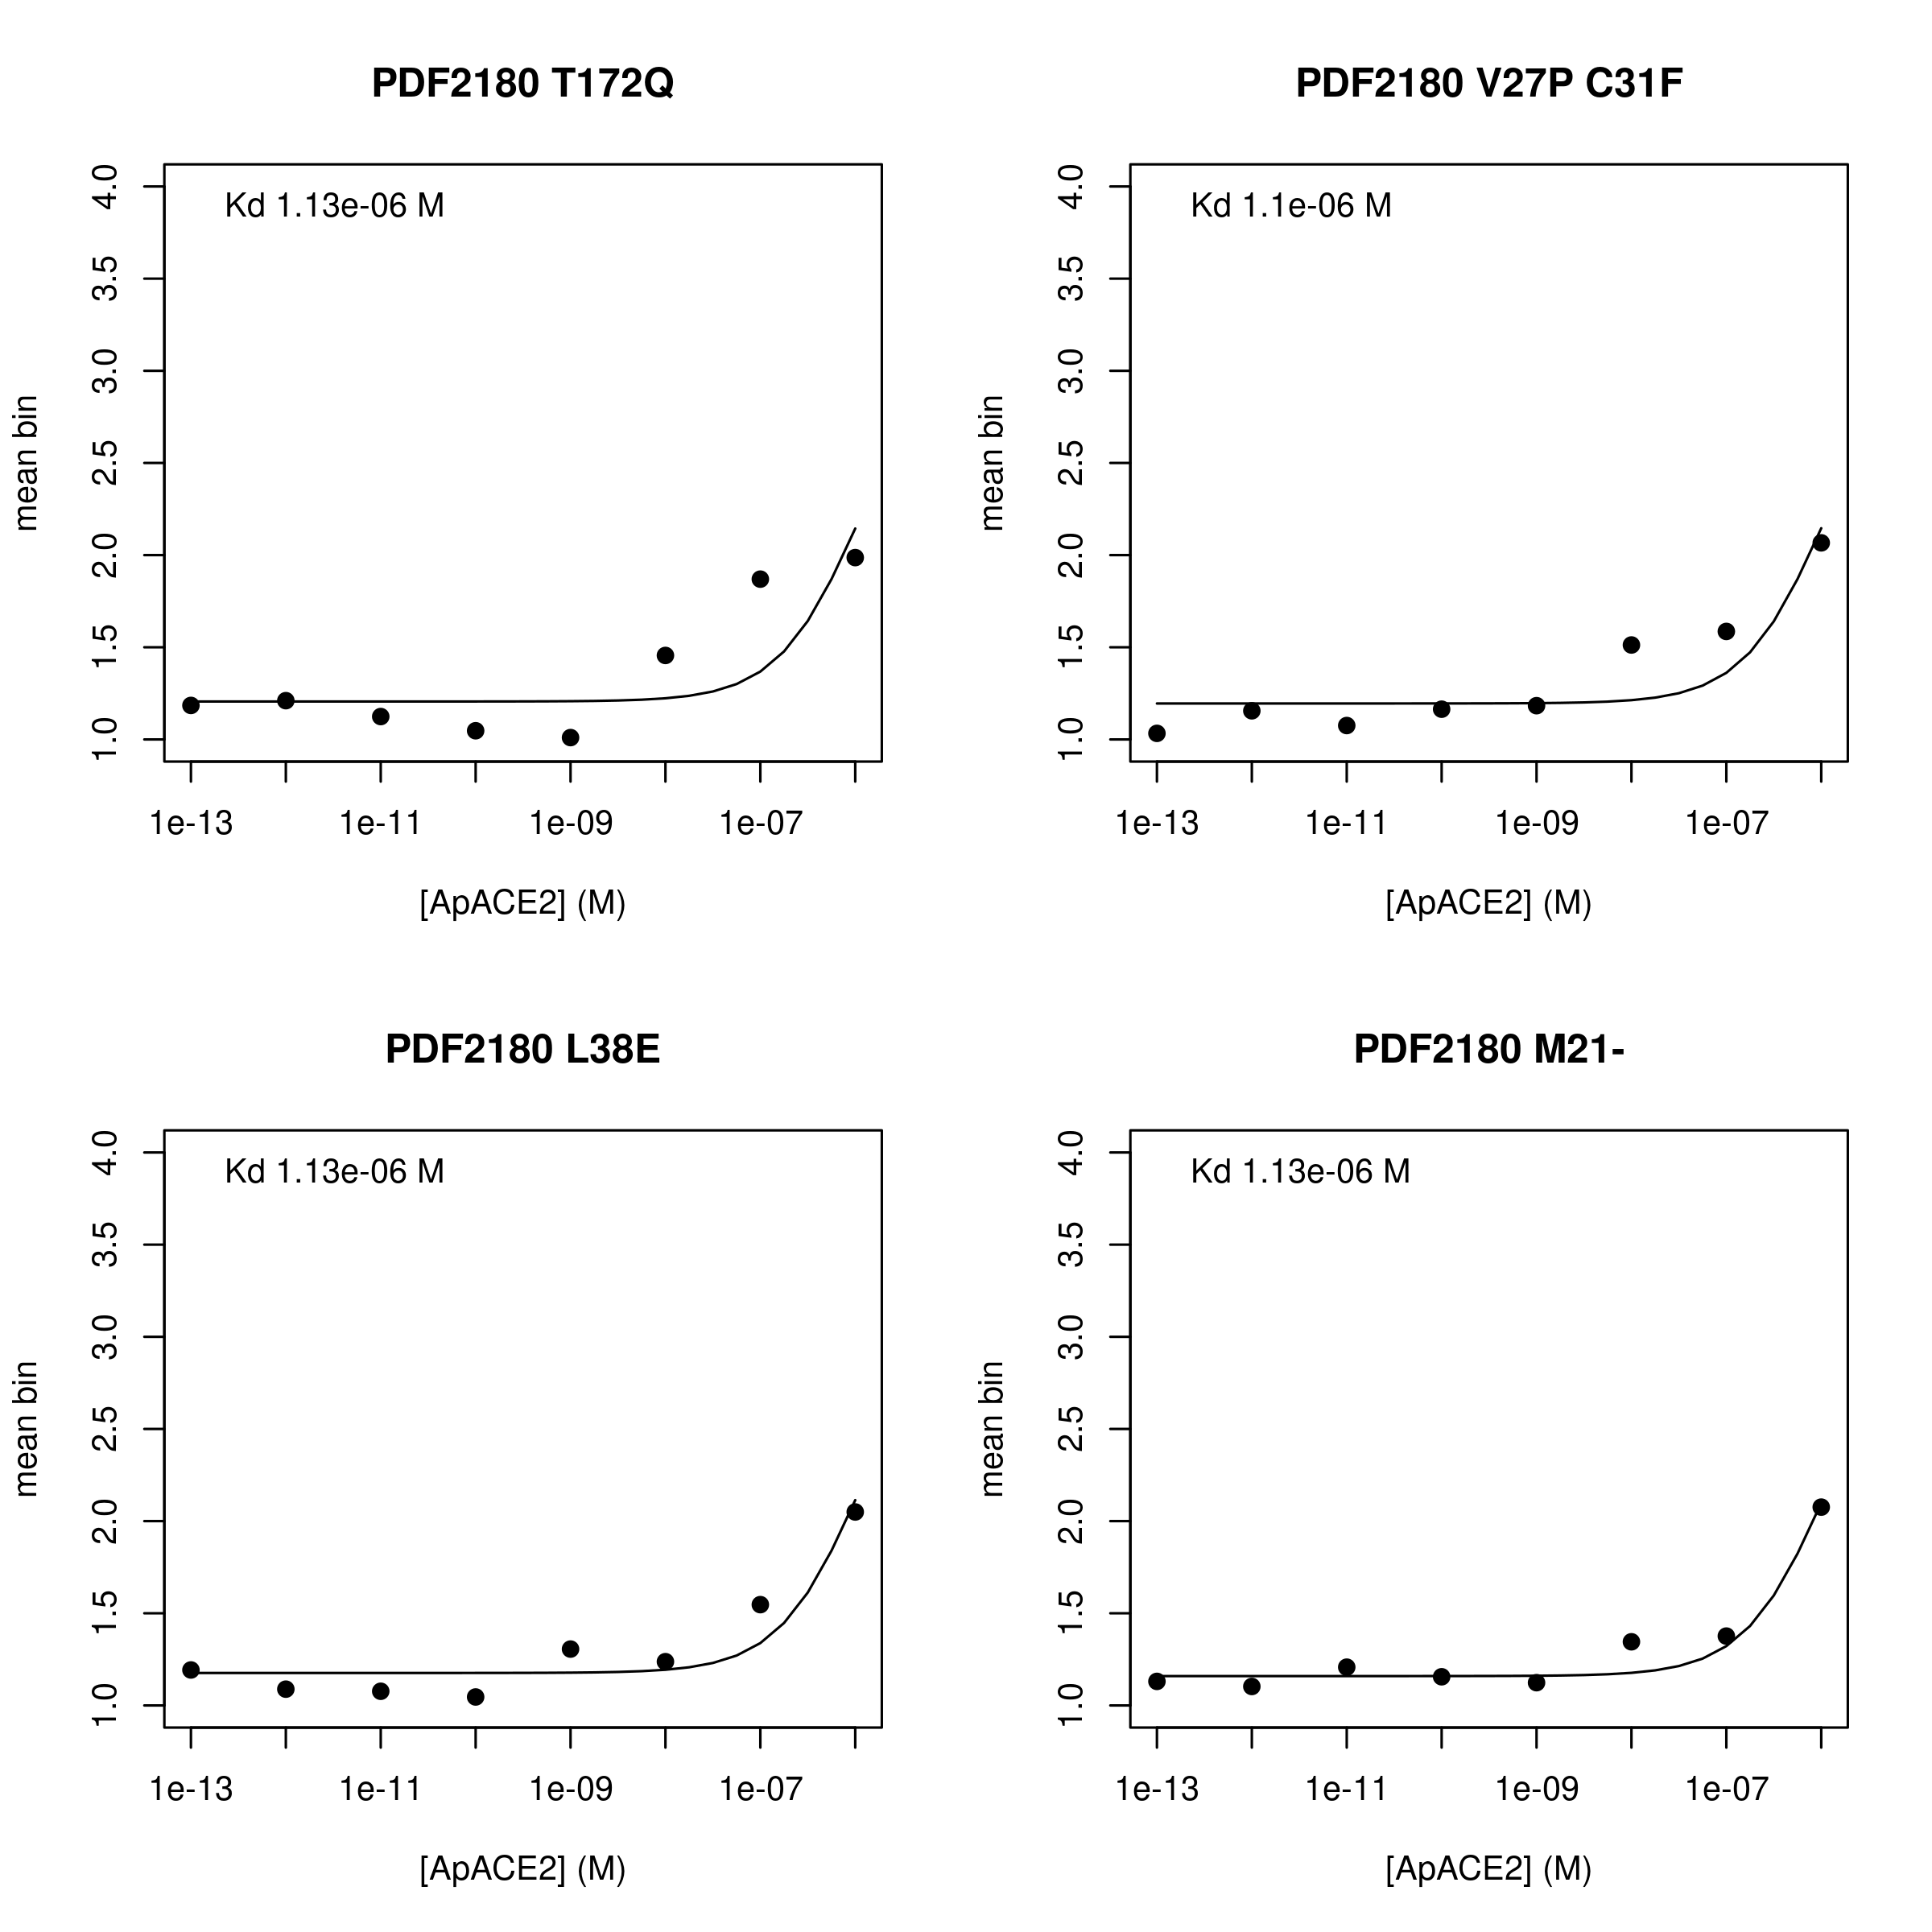 PDF2180 T172Q
Kd 1.13e-06 M
mean bin
4.0
3.5
3.0
2.5
2.0
1.5
1.0
1e-13 1e-11 1e-09 1e-07
[ApACE2] (M)
PDF2180 V27P C31F
Kd 1.1e-06 M
mean bin
4.0
3.5
3.0
2.5
2.0
1.5
1.0
1e-13 1e-11 1e-09 1e-07
[ApACE2] (M)
PDF2180 L38E
Kd 1.13e-06 M
mean bin
4.0
3.5
3.0
2.5
2.0
1.5
1.0
1e-13 1e-11 1e-09 1e-07
[ApACE2] (M)
PDF2180 M21-
Kd 1.13e-06 M
mean bin
4.0
3.5
3.0
2.5
2.0
1.5
1.0
1e-13 1e-11 1e-09 1e-07
[ApACE2] (M)